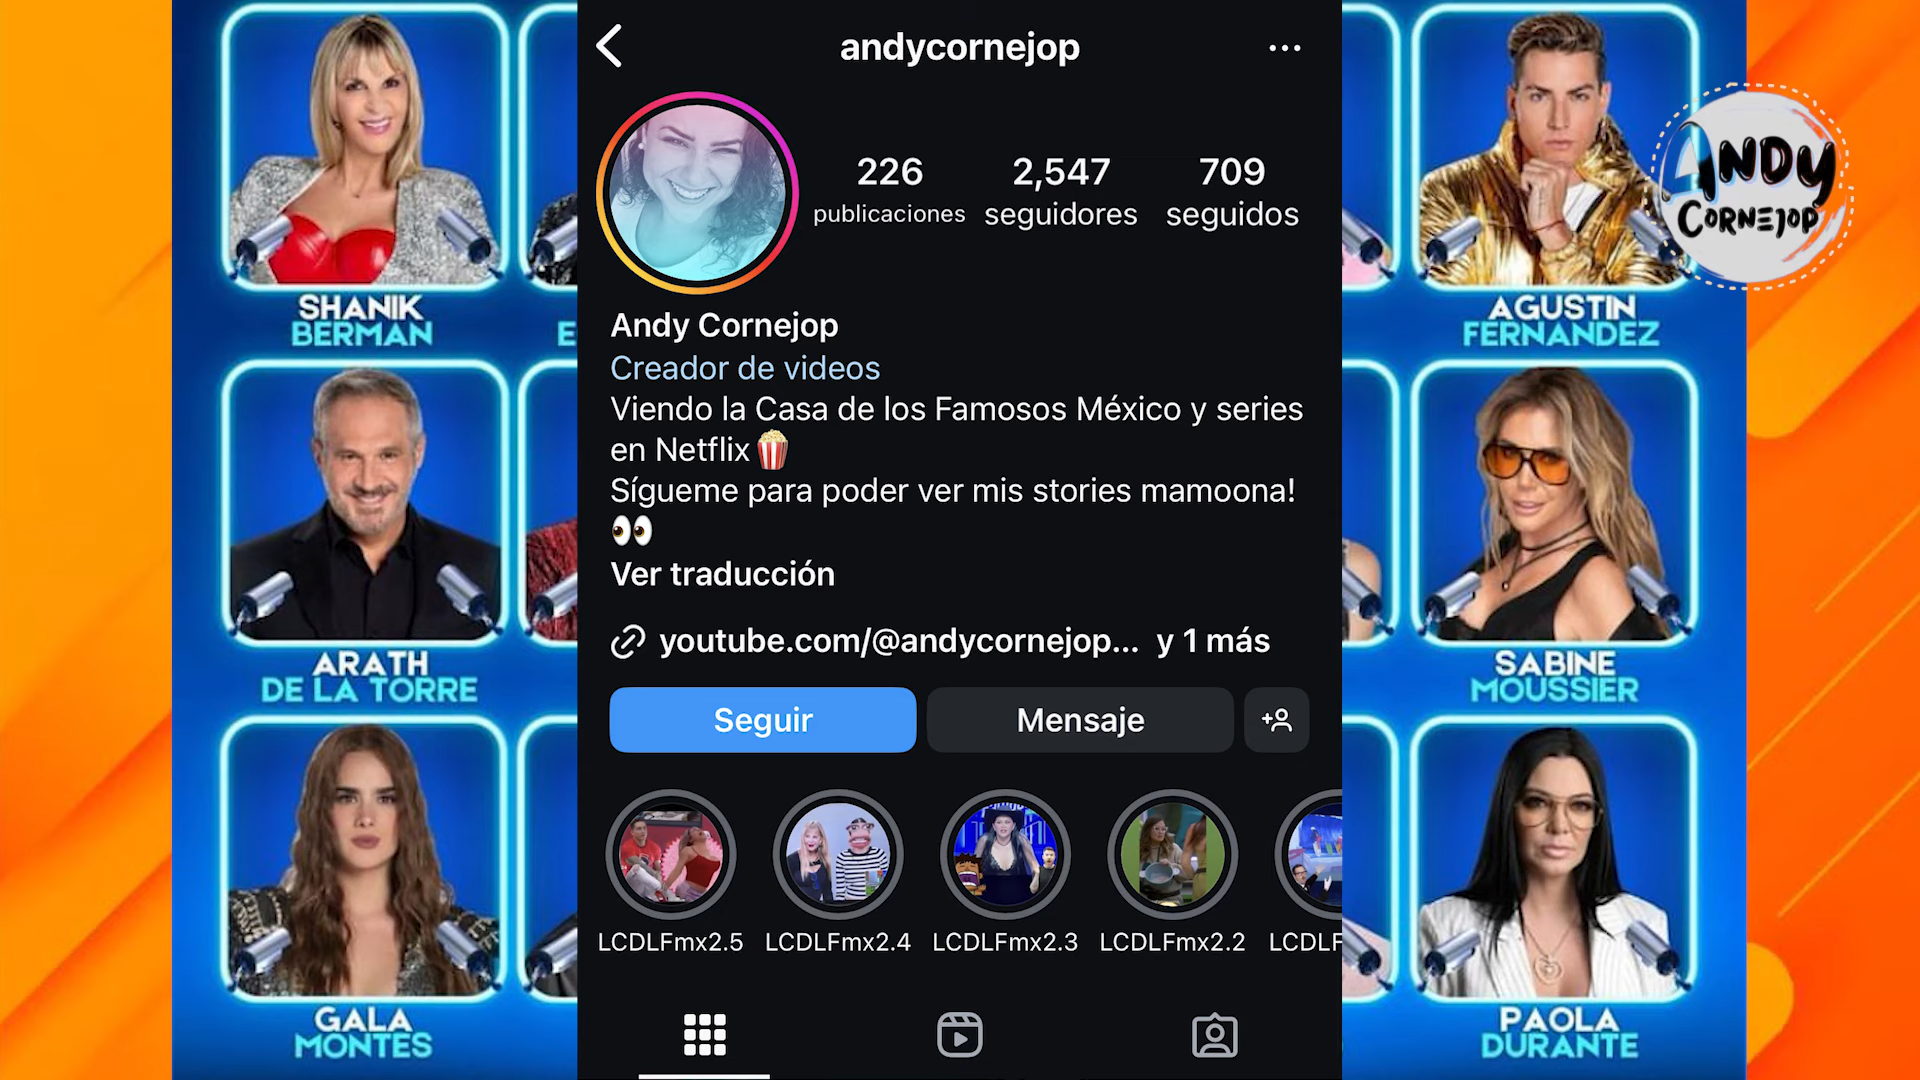 andycornejop
226 2,547 709
publicaciones seguidores seguidos
Andy Cornejop
Creador de videos
Viendo la Casa de los Famosos México y series
en Netflix🍿
Sígueme para poder ver mis stories mamoona!
👀
Ver traducción
youtube.com/@andycornejop... y 1 más
Seguir Mensaje
LCDLFmx2.5 LCDLFmx2.4 LCDLFmx2.3 LCDLFmx2.2 LCDLF
SHANIK
BERMAN
E
ARATH
DE LA TORRE
GALA
MONTES
AGUSTIN
FERNANDEZ
SABINE
MOUSSIER
PAOLA
DURANTE
ANDY
CORNEJOP